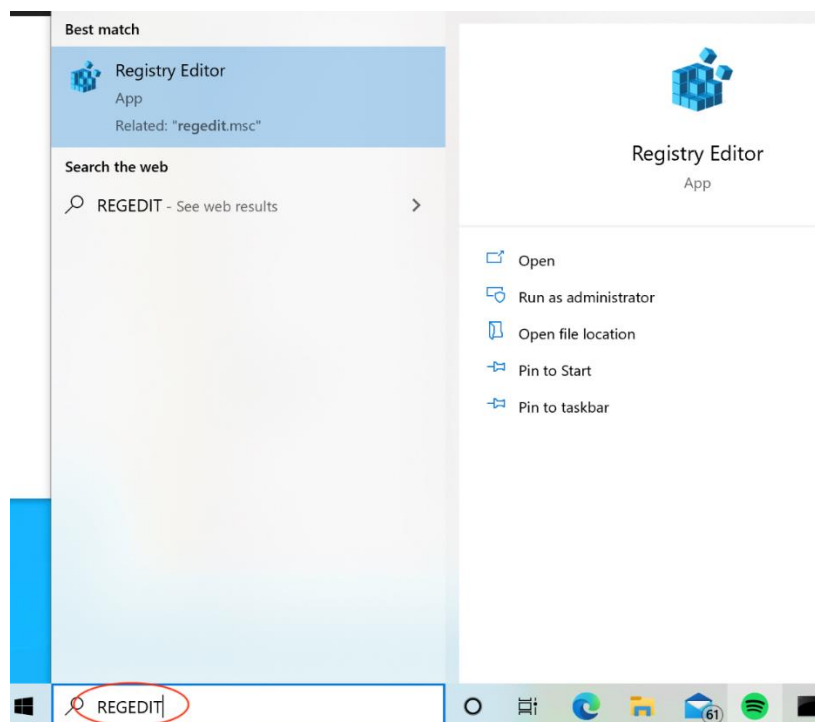 Best match
Registry Editor
App
Related: "regedit.msc"
Search the web
REGEDIT - See web results
Registry Editor
App
Open
Run as administrator
Open file location
Pin to Start
Pin to taskbar
REGEDIT
61